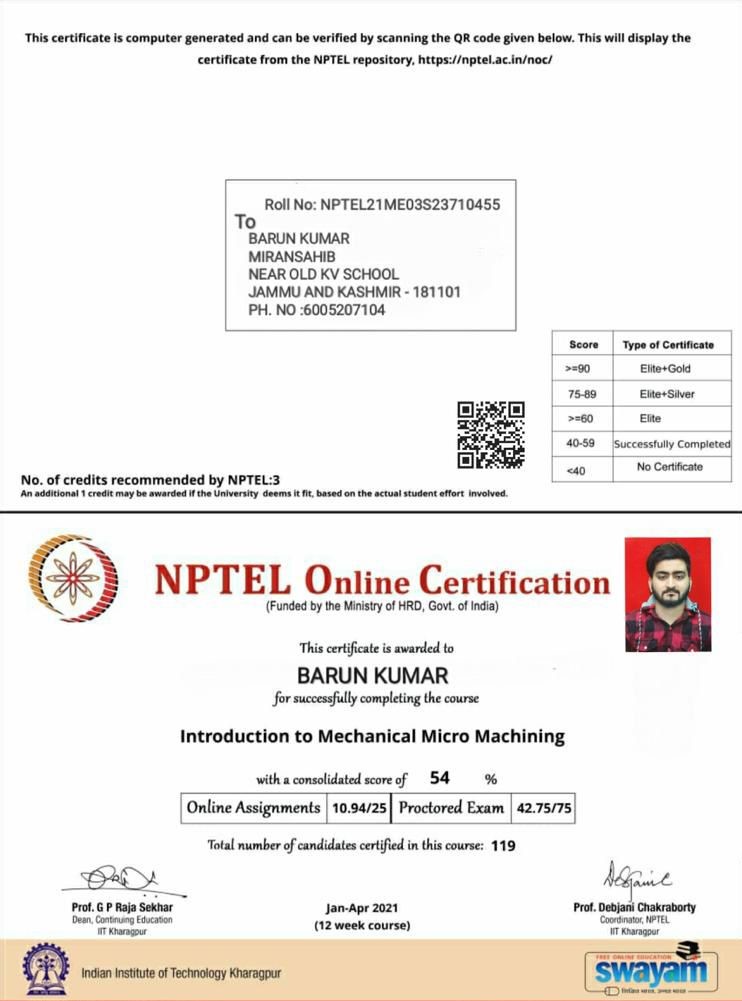 This certificate is computer generated and can be verified by scanning the QR code given below. This will display the
certificate from the NPTEL repository, https://nptel.ac.in/noc/
Roll No: NPTEL21ME03S23710455
To
BARUN KUMAR
MIRANSAHIB
NEAR OLD KV SCHOOL
JAMMU AND KASHMIR - 181101
PH. NO :6005207104
Score Type of Certificate
>=90 Elite+Gold
75-89 Elite+Silver
>=60 Elite
40-59 Successfully Completed
<40 No Certificate
No. of credits recommended by NPTEL:3
An additional 1 credit may be awarded if the University deems it fit, based on the actual student effort involved.
NPTEL Online Certification
(Funded by the Ministry of HRD, Govt. of India)
This certificate is awarded to
BARUN KUMAR
for successfully completing the course
Introduction to Mechanical Micro Machining
with a consolidated score of 54 %
Online Assignments 10.94/25 Proctored Exam 42.75/75
Total number of candidates certified in this course: 119
Prof. G P Raja Sekhar
Dean, Continuing Education
IIT Kharagpur
Jan-Apr 2021
(12 week course)
Prof. Debjani Chakraborty
Coordinator, NPTEL
IIT Kharagpur
Indian Institute of Technology Kharagpur
FREE ONLINE EDUCATION
swayam
शिक्षित भारत, उन्नत भारत